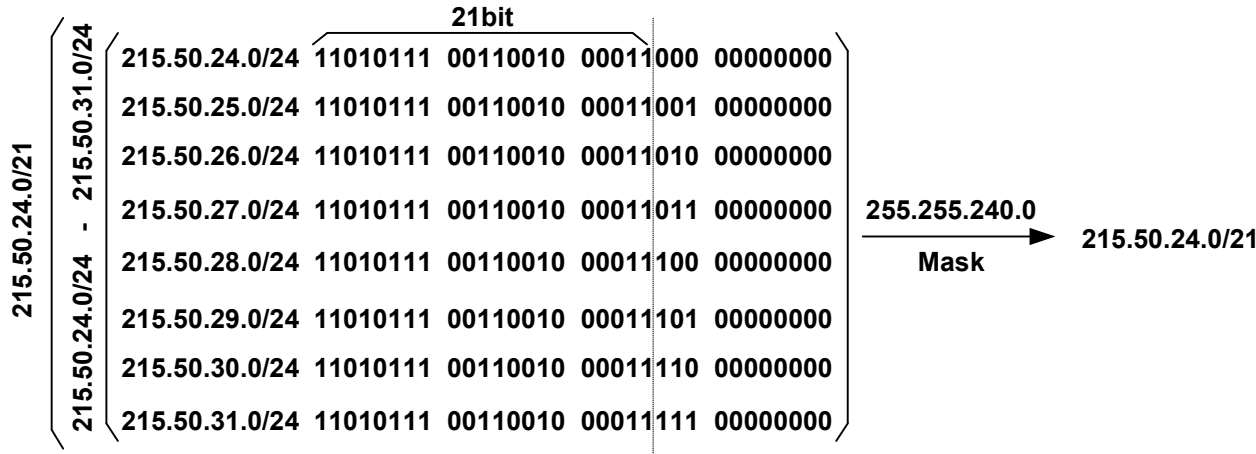 21bit
215.50.24.0/21
215.50.24.0/24 - 215.50.31.0/24
215.50.24.0/24 11010111 00110010 00011000 00000000
215.50.25.0/24 11010111 00110010 00011001 00000000
215.50.26.0/24 11010111 00110010 00011010 00000000
215.50.27.0/24 11010111 00110010 00011011 00000000
215.50.28.0/24 11010111 00110010 00011100 00000000
215.50.29.0/24 11010111 00110010 00011101 00000000
215.50.30.0/24 11010111 00110010 00011110 00000000
215.50.31.0/24 11010111 00110010 00011111 00000000
255.255.240.0
Mask
215.50.24.0/21